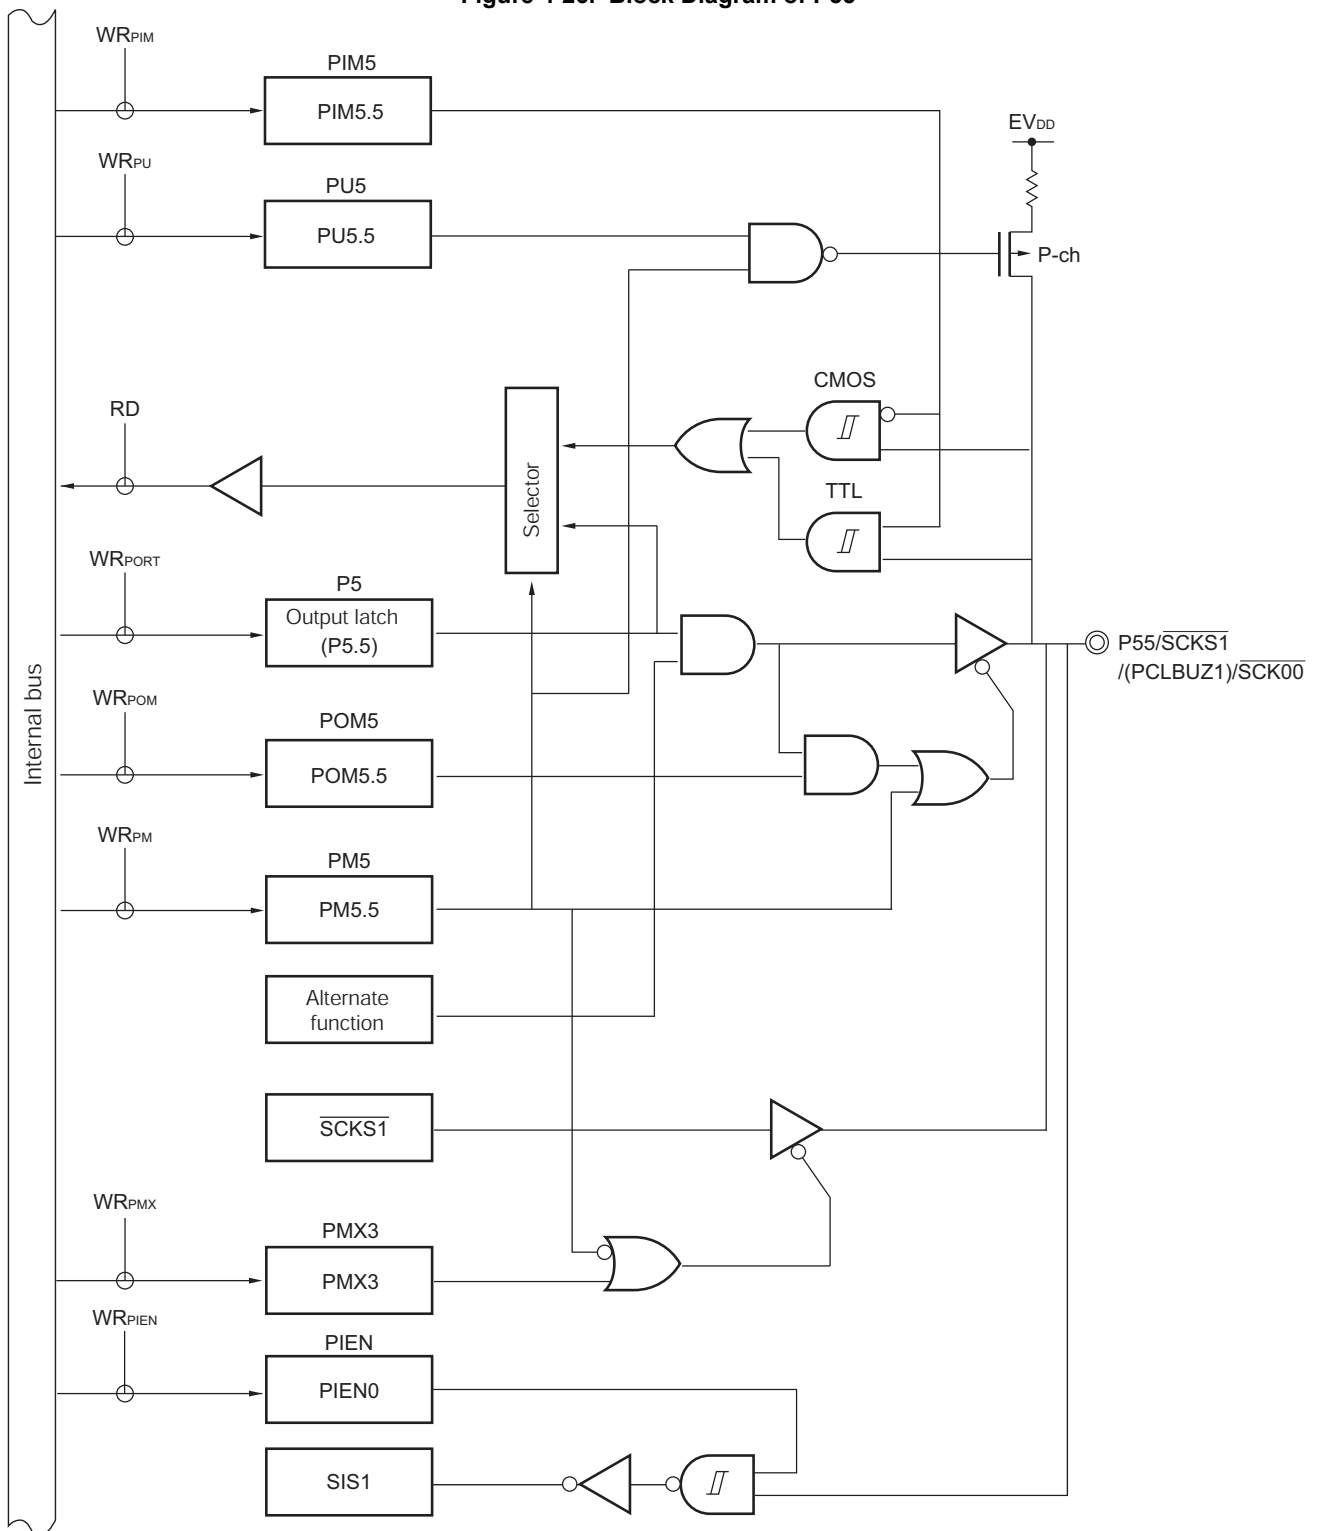 WRPIM
PIM5
PIM5.5
EVDD
WRPU
PU5
PU5.5
P-ch
CMOS
RD
Selector
TTL
WRPORT
P5
Output latch
(P5.5)
P55/SCKS1
/(PCLBUZ1)/SCK00
Internal bus
WRPOM
POM5
POM5.5
WRPM
PM5
PM5.5
Alternate
function
SCKS1
WRPMX
PMX3
PMX3
WRPIEN
PIEN
PIEN0
SIS1